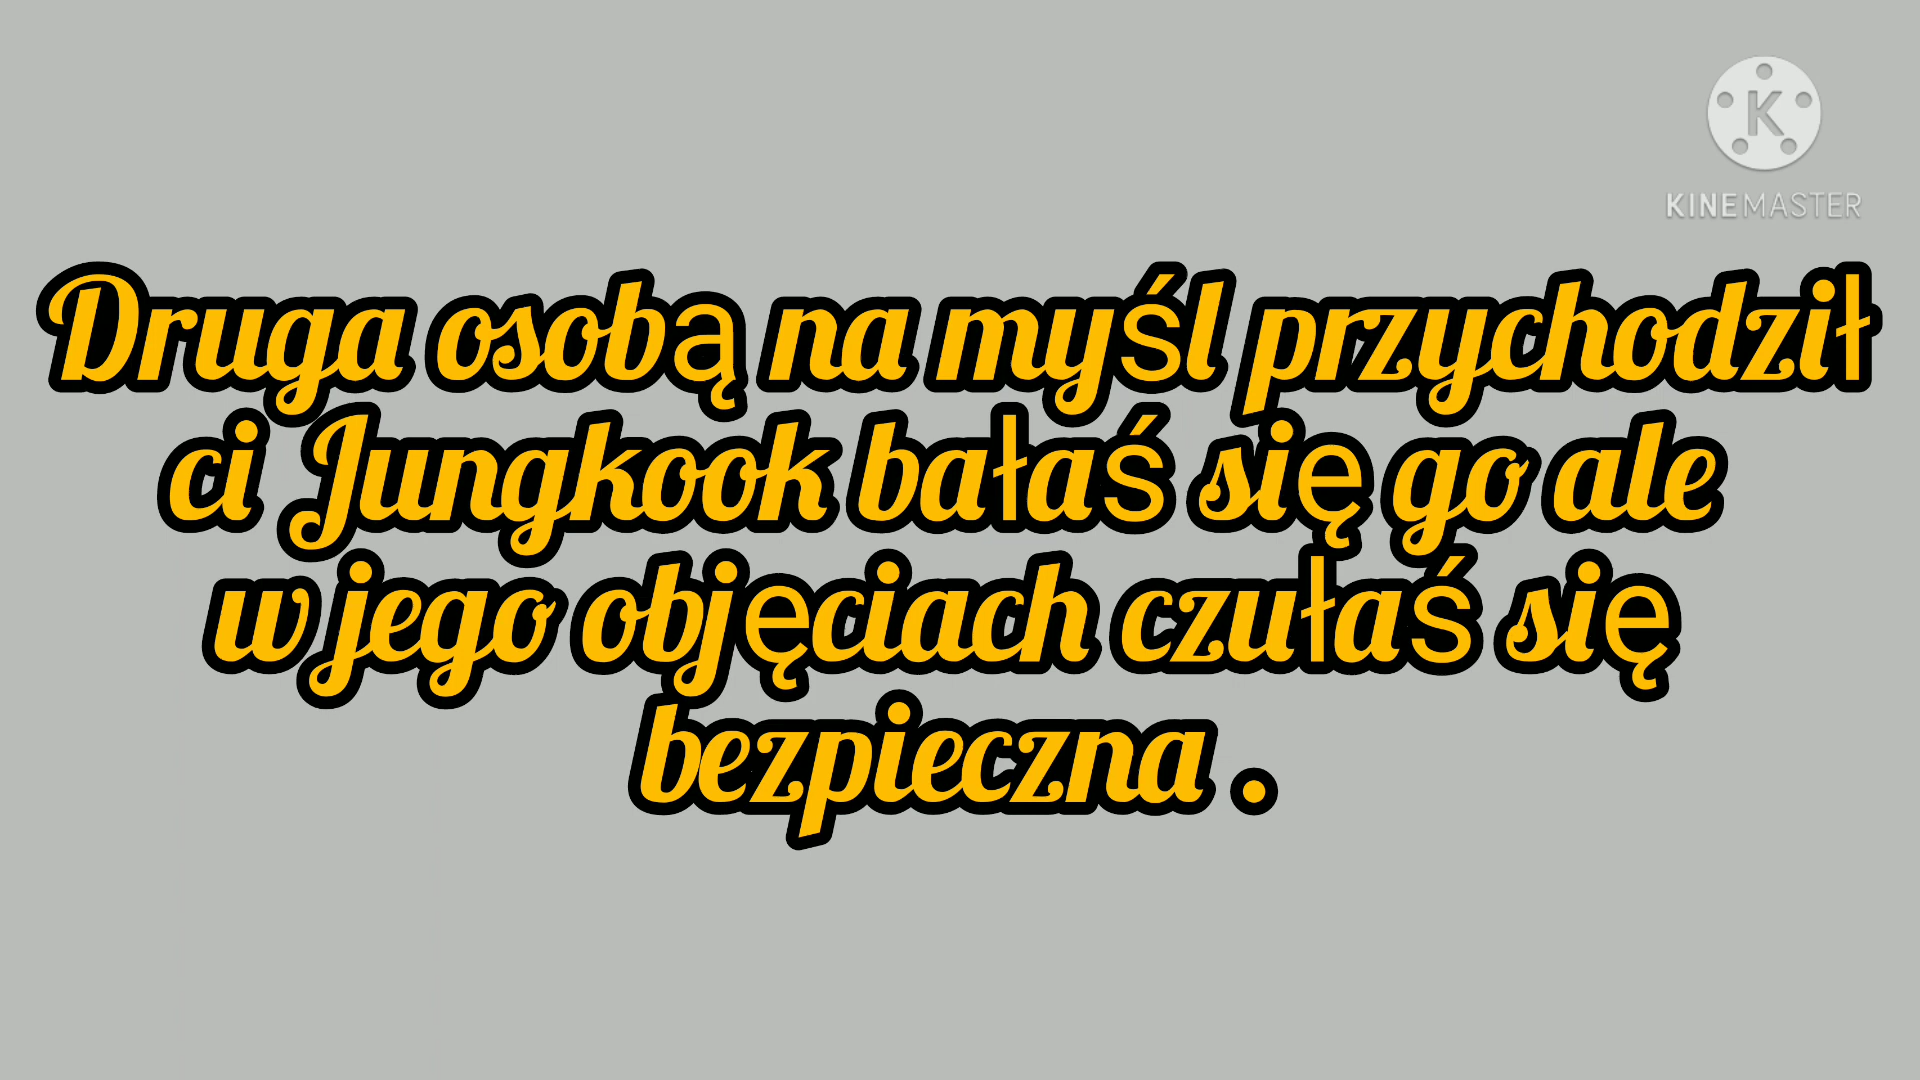 K
KINEMASTER
Druga osobą na myśl przychodził
ci Jungkook bałaś się go ale
w jego objęciach czułaś się
bezpieczna .